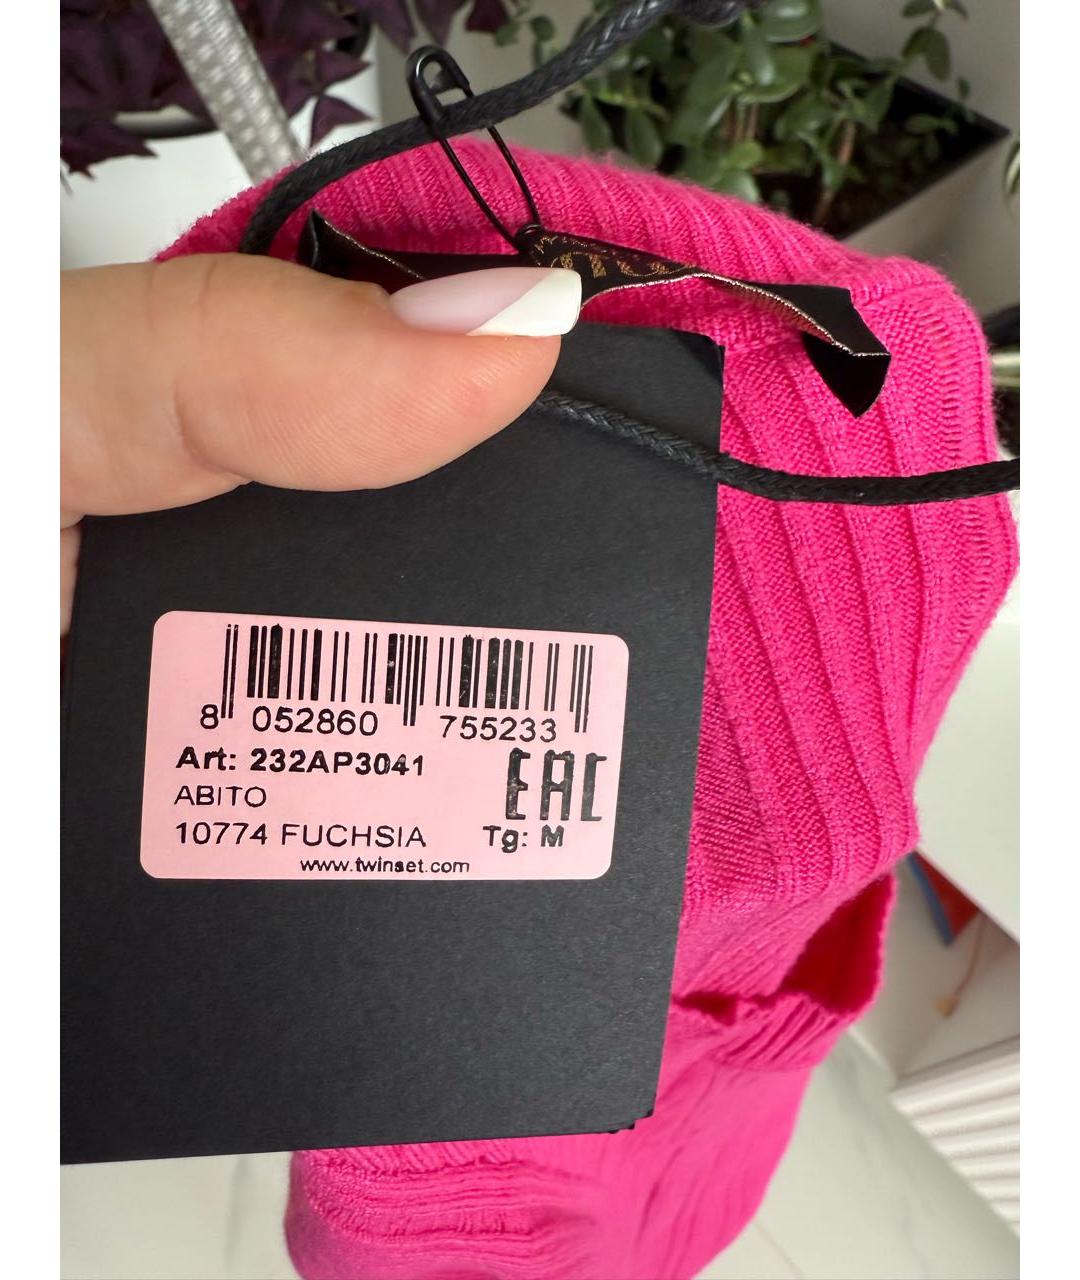 8 052860 755233
Art: 232AP3041
EAC
ABITO
10774 FUCHSIA Tg: M
www.twinset.com